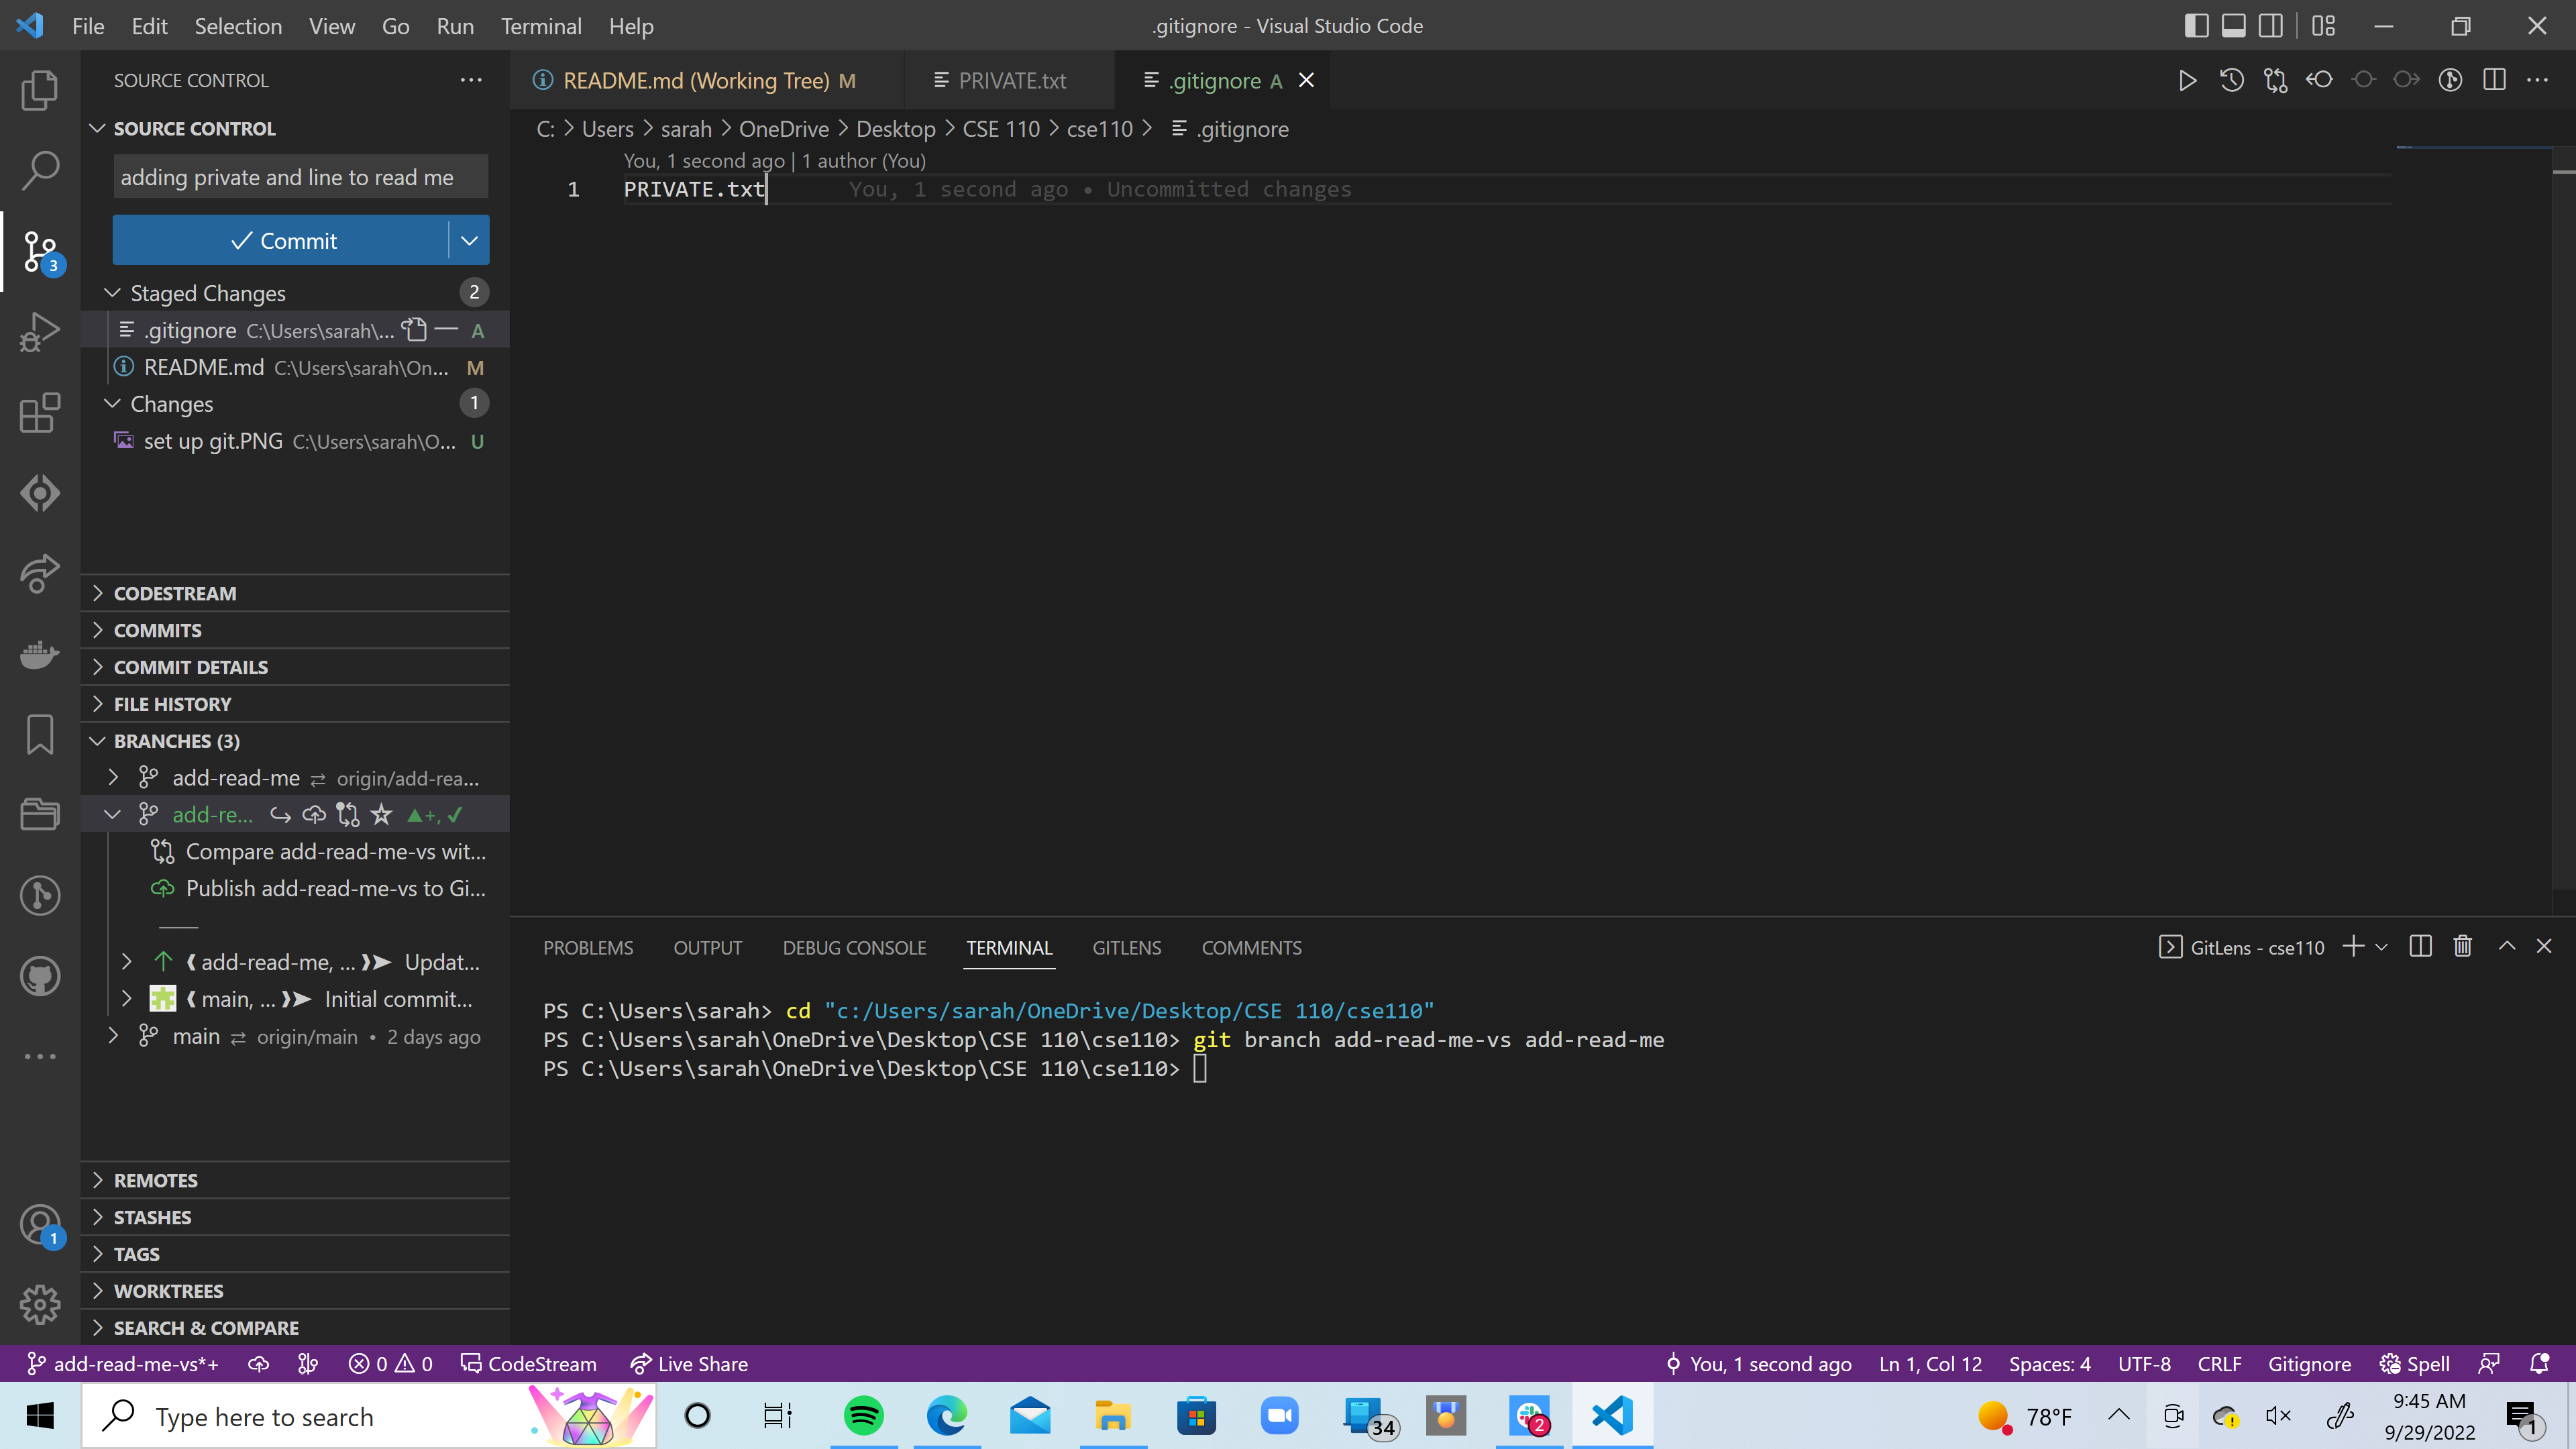 File Edit Selection View Go Run Terminal Help
.gitignore - Visual Studio Code
SOURCE CONTROL
SOURCE CONTROL
adding private and line to read me
Commit
Staged Changes 2
.gitignore C:\Users\sarah\... A
README.md C:\Users\sarah\On... M
Changes 1
set up git.PNG C:\Users\sarah\O... U
3
CODESTREAM
COMMITS
COMMIT DETAILS
FILE HISTORY
BRANCHES (3)
add-read-me origin/add-rea...
add-re... +,
Compare add-read-me-vs wit...
Publish add-read-me-vs to Gi...
add-read-me, ... Updat...
main, ... Initial commit...
main origin/main • 2 days ago
REMOTES
STASHES
TAGS
WORKTREES
SEARCH & COMPARE
1
README.md (Working Tree) M
PRIVATE.txt
.gitignore A
C: > Users > sarah > OneDrive > Desktop > CSE 110 > cse110 > .gitignore
You, 1 second ago | 1 author (You)
1 PRIVATE.txt You, 1 second ago • Uncommitted changes
PROBLEMS OUTPUT DEBUG CONSOLE TERMINAL GITLENS COMMENTS
GitLens - cse110
PS C:\Users\sarah> cd "c:/Users/sarah/OneDrive/Desktop/CSE 110/cse110"
PS C:\Users\sarah\OneDrive\Desktop\CSE 110\cse110> git branch add-read-me-vs add-read-me
PS C:\Users\sarah\OneDrive\Desktop\CSE 110\cse110>
add-read-me-vs*+ 0 0 CodeStream Live Share
You, 1 second ago Ln 1, Col 12 Spaces: 4 UTF-8 CRLF Gitignore Spell
Type here to search
34
2
78°F
9:45 AM
9/29/2022
1